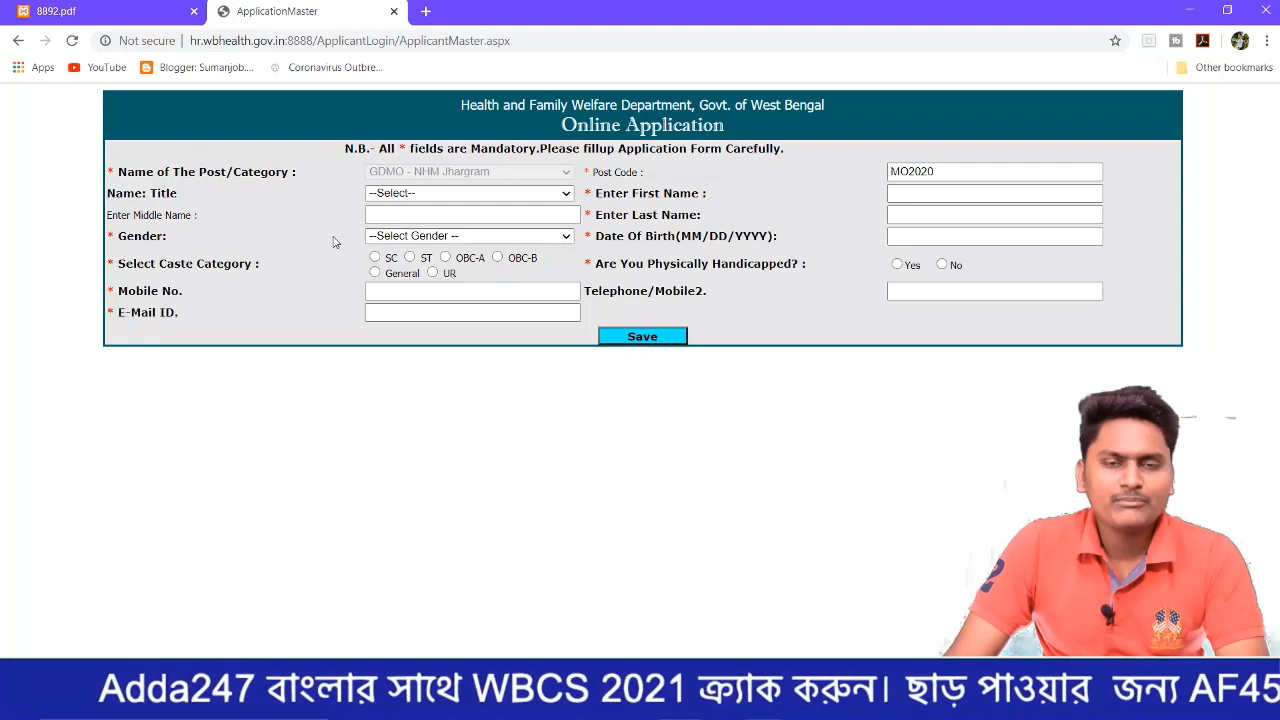 8892.pdf
ApplicationMaster
Not secure
hr.wbhealth.gov.in:8888/ApplicantLogin/ApplicantMaster.aspx
Apps
YouTube
Blogger: Sumanjob....
Coronavirus Outbre...
Other bookmarks
Health and Family Welfare Department, Govt. of West Bengal
Online Application
N.B.- All * fields are Mandatory.Please fillup Application Form Carefully.
* Name of The Post/Category : GDMO - NHM Jhargram * Post Code : MO2020
Name: Title --Select-- * Enter First Name :
Enter Middle Name : * Enter Last Name:
* Gender: --Select Gender -- * Date Of Birth(MM/DD/YYYY):
* Select Caste Category : SC ST OBC-A OBC-B * Are You Physically Handicapped? : Yes No
General UR
* Mobile No. Telephone/Mobile2.
* E-Mail ID.
Save
Adda247 বাংলার সাথে WBCS 2021 ক্র্যাক করুন। ছাড় পাওয়ার জন্য AF45